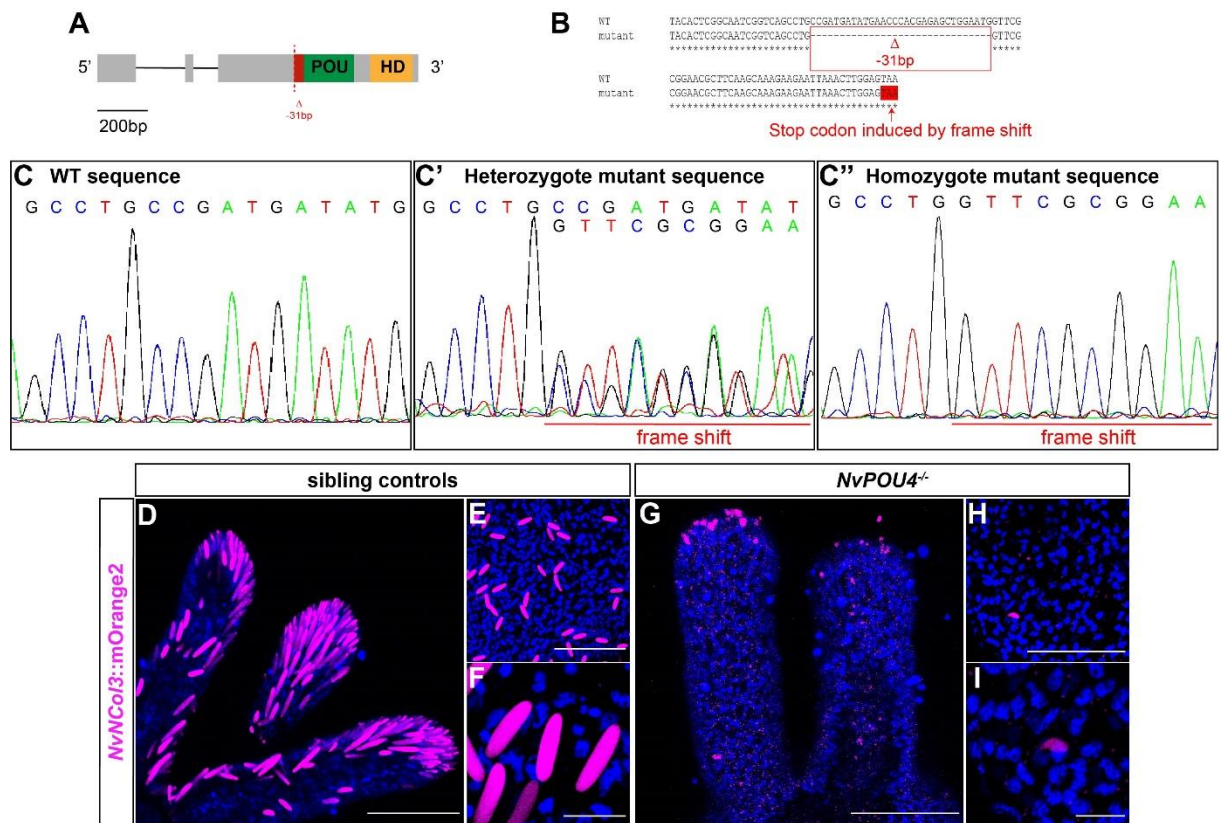 A
5' POU HD 3'
Δ
-31bp
200bp
B
WT TACACTCGGCAATCGGTCAGCCTGCCGATGATATGAACCCACGAGAGCTGGAATGGTTCG
mutant TACACTCGGCAATCGGTCAGCCTG-------------------------------GTTCG
Δ
-31bp
WT CGGAACGCTTCAAGCAAAGAAGAATTAAACTTGGAGTAA
mutant CGGAACGCTTCAAGCAAAGAAGAATTAAACTTGGAGTAA
***************************************
Stop codon induced by frame shift
C WT sequence
G C C T G C C G A T G A T A T G
C' Heterozygote mutant sequence
G C C T G C C G A T G A T A T
G T T C G C G G A A
frame shift
C" Homozygote mutant sequence
G C C T G G T T C G C G G A A
frame shift
sibling controls
NvPOU4-/-
NvNCol3::mOrange2
D
E
F
G
H
I